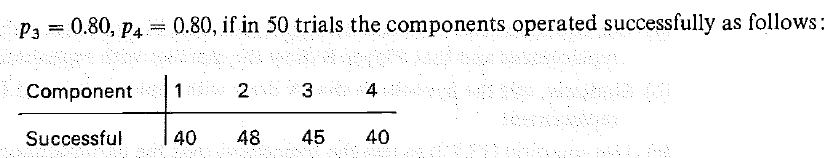 p₃ = 0.80, p₄ = 0.80, if in 50 trials the components operated successfully as follows:
Component 1 2 3 4
Successful 40 48 45 40